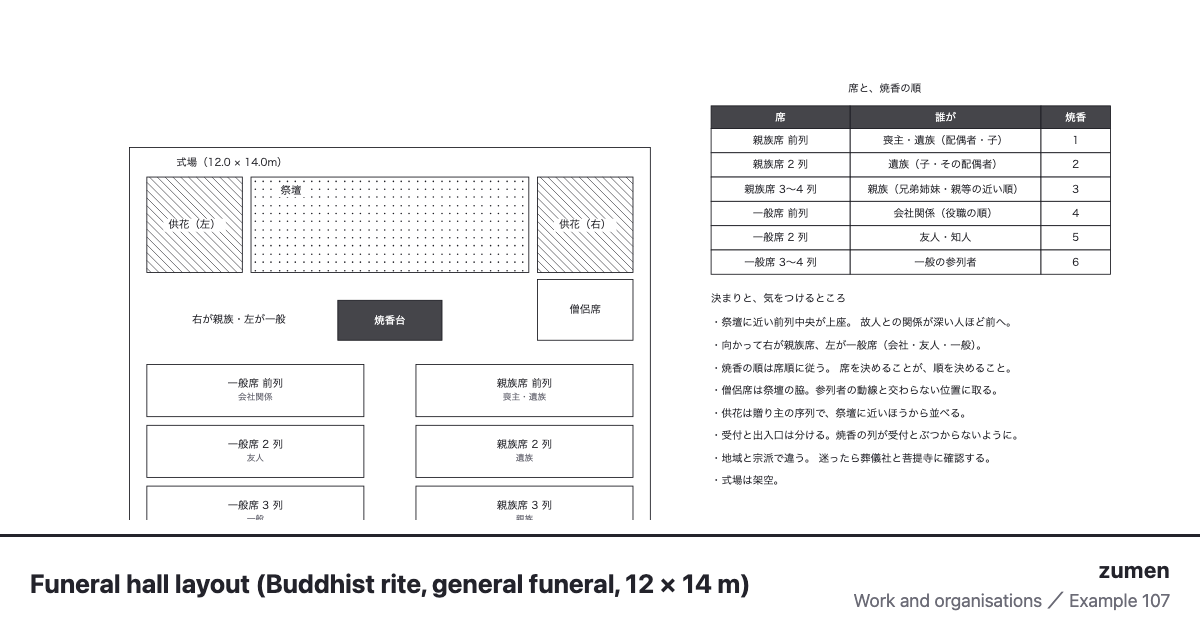 式場（12.0 × 14.0m）
祭壇
供花（左）
供花（右）
僧侶席
右が親族・左が一般
焼香台
一般席 前列
会社関係
親族席 前列
喪主・遺族
一般席 2 列
友人
親族席 2 列
遺族
一般席 3 列
一般
親族席 3 列
親族
席と、焼香の順
席 誰が 焼香
親族席 前列 喪主・遺族（配偶者・子） 1
親族席 2 列 遺族（子・その配偶者） 2
親族席 3〜4 列 親族（兄弟姉妹・親等の近い順） 3
一般席 前列 会社関係（役職の順） 4
一般席 2 列 友人・知人 5
一般席 3〜4 列 一般の参列者 6
決まりと、気をつけるところ
・祭壇に近い前列中央が上座。 故人との関係が深い人ほど前へ。
・向かって右が親族席、左が一般席（会社・友人・一般）。
・焼香の順は席順に従う。 席を決めることが、順を決めること。
・僧侶席は祭壇の脇。参列者の動線と交わらない位置に取る。
・供花は贈り主の序列で、祭壇に近いほうから並べる。
・受付と出入口は分ける。焼香の列が受付とぶつからないように。
・地域と宗派で違う。 迷ったら葬儀社と菩提寺に確認する。
・式場は架空。
Funeral hall layout (Buddhist rite, general funeral, 12 × 14 m)
zumen
Work and organisations ／ Example 107